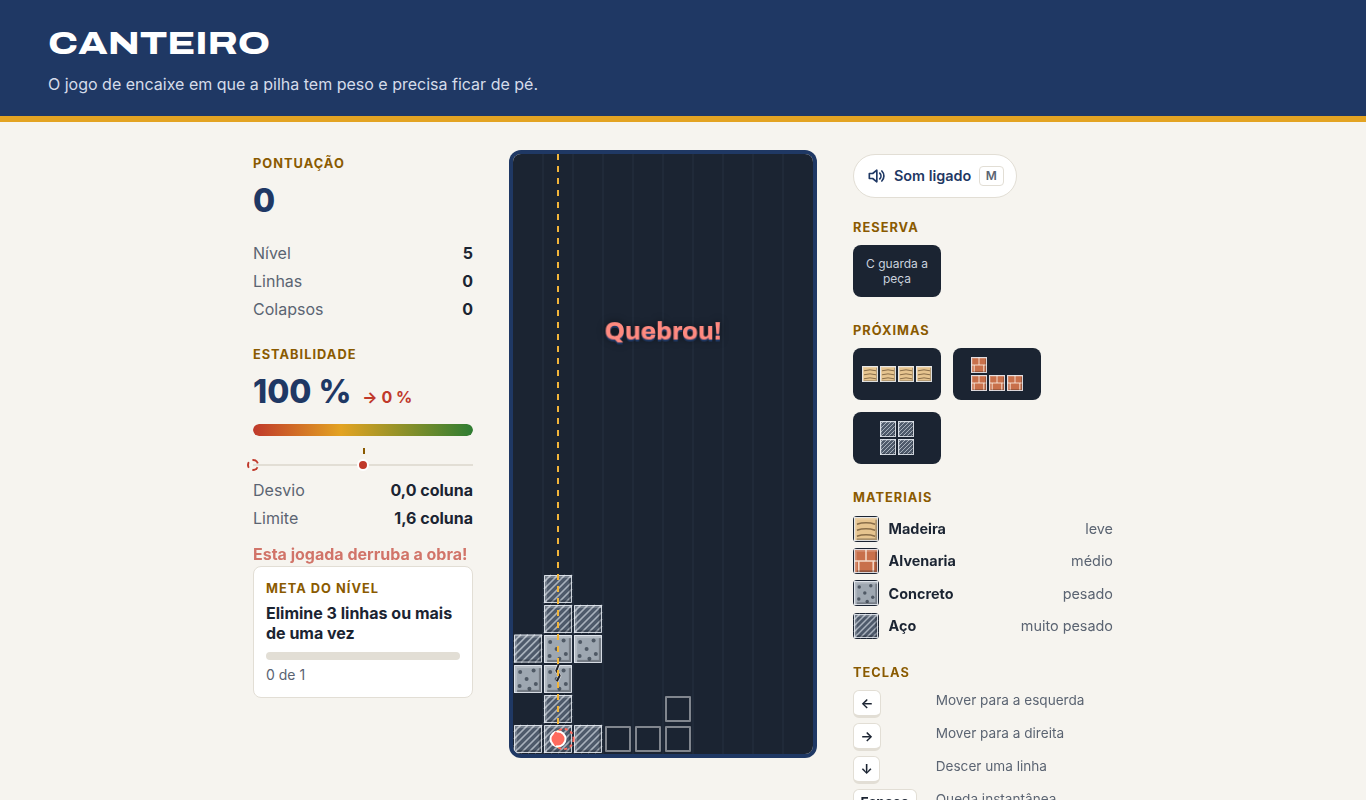 CANTEIRO
O jogo de encaixe em que a pilha tem peso e precisa ficar de pé.
PONTUAÇÃO
0
Nível 5
Linhas 0
Colapsos 0
ESTABILIDADE
100 % → 0 %
Desvio 0,0 coluna
Limite 1,6 coluna
Esta jogada derruba a obra!
META DO NÍVEL
Elimine 3 linhas ou mais
de uma vez
0 de 1
Quebrou!
Som ligado M
RESERVA
C guarda a
peça
PRÓXIMAS
MATERIAIS
Madeira leve
Alvenaria médio
Concreto pesado
Aço muito pesado
TECLAS
← Mover para a esquerda
→ Mover para a direita
↓ Descer uma linha
Espaço Queda instantânea